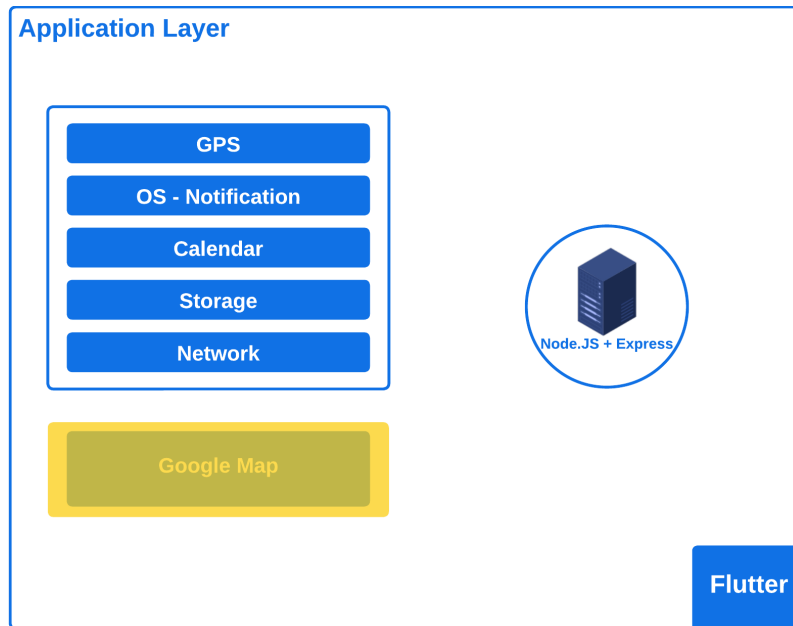 Application Layer
GPS
OS - Notification
Calendar
Storage
Network
Node.JS + Express
Google Map
Flutter